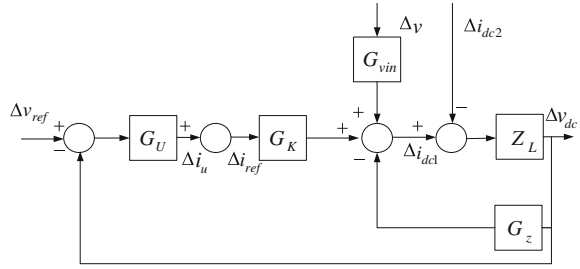 Δv Δi_dc2
G_vin
Δv_ref + − G_U + Δi_u Δi_ref G_K + + − + Δi_dc1 − Z_L Δv_dc
G_z